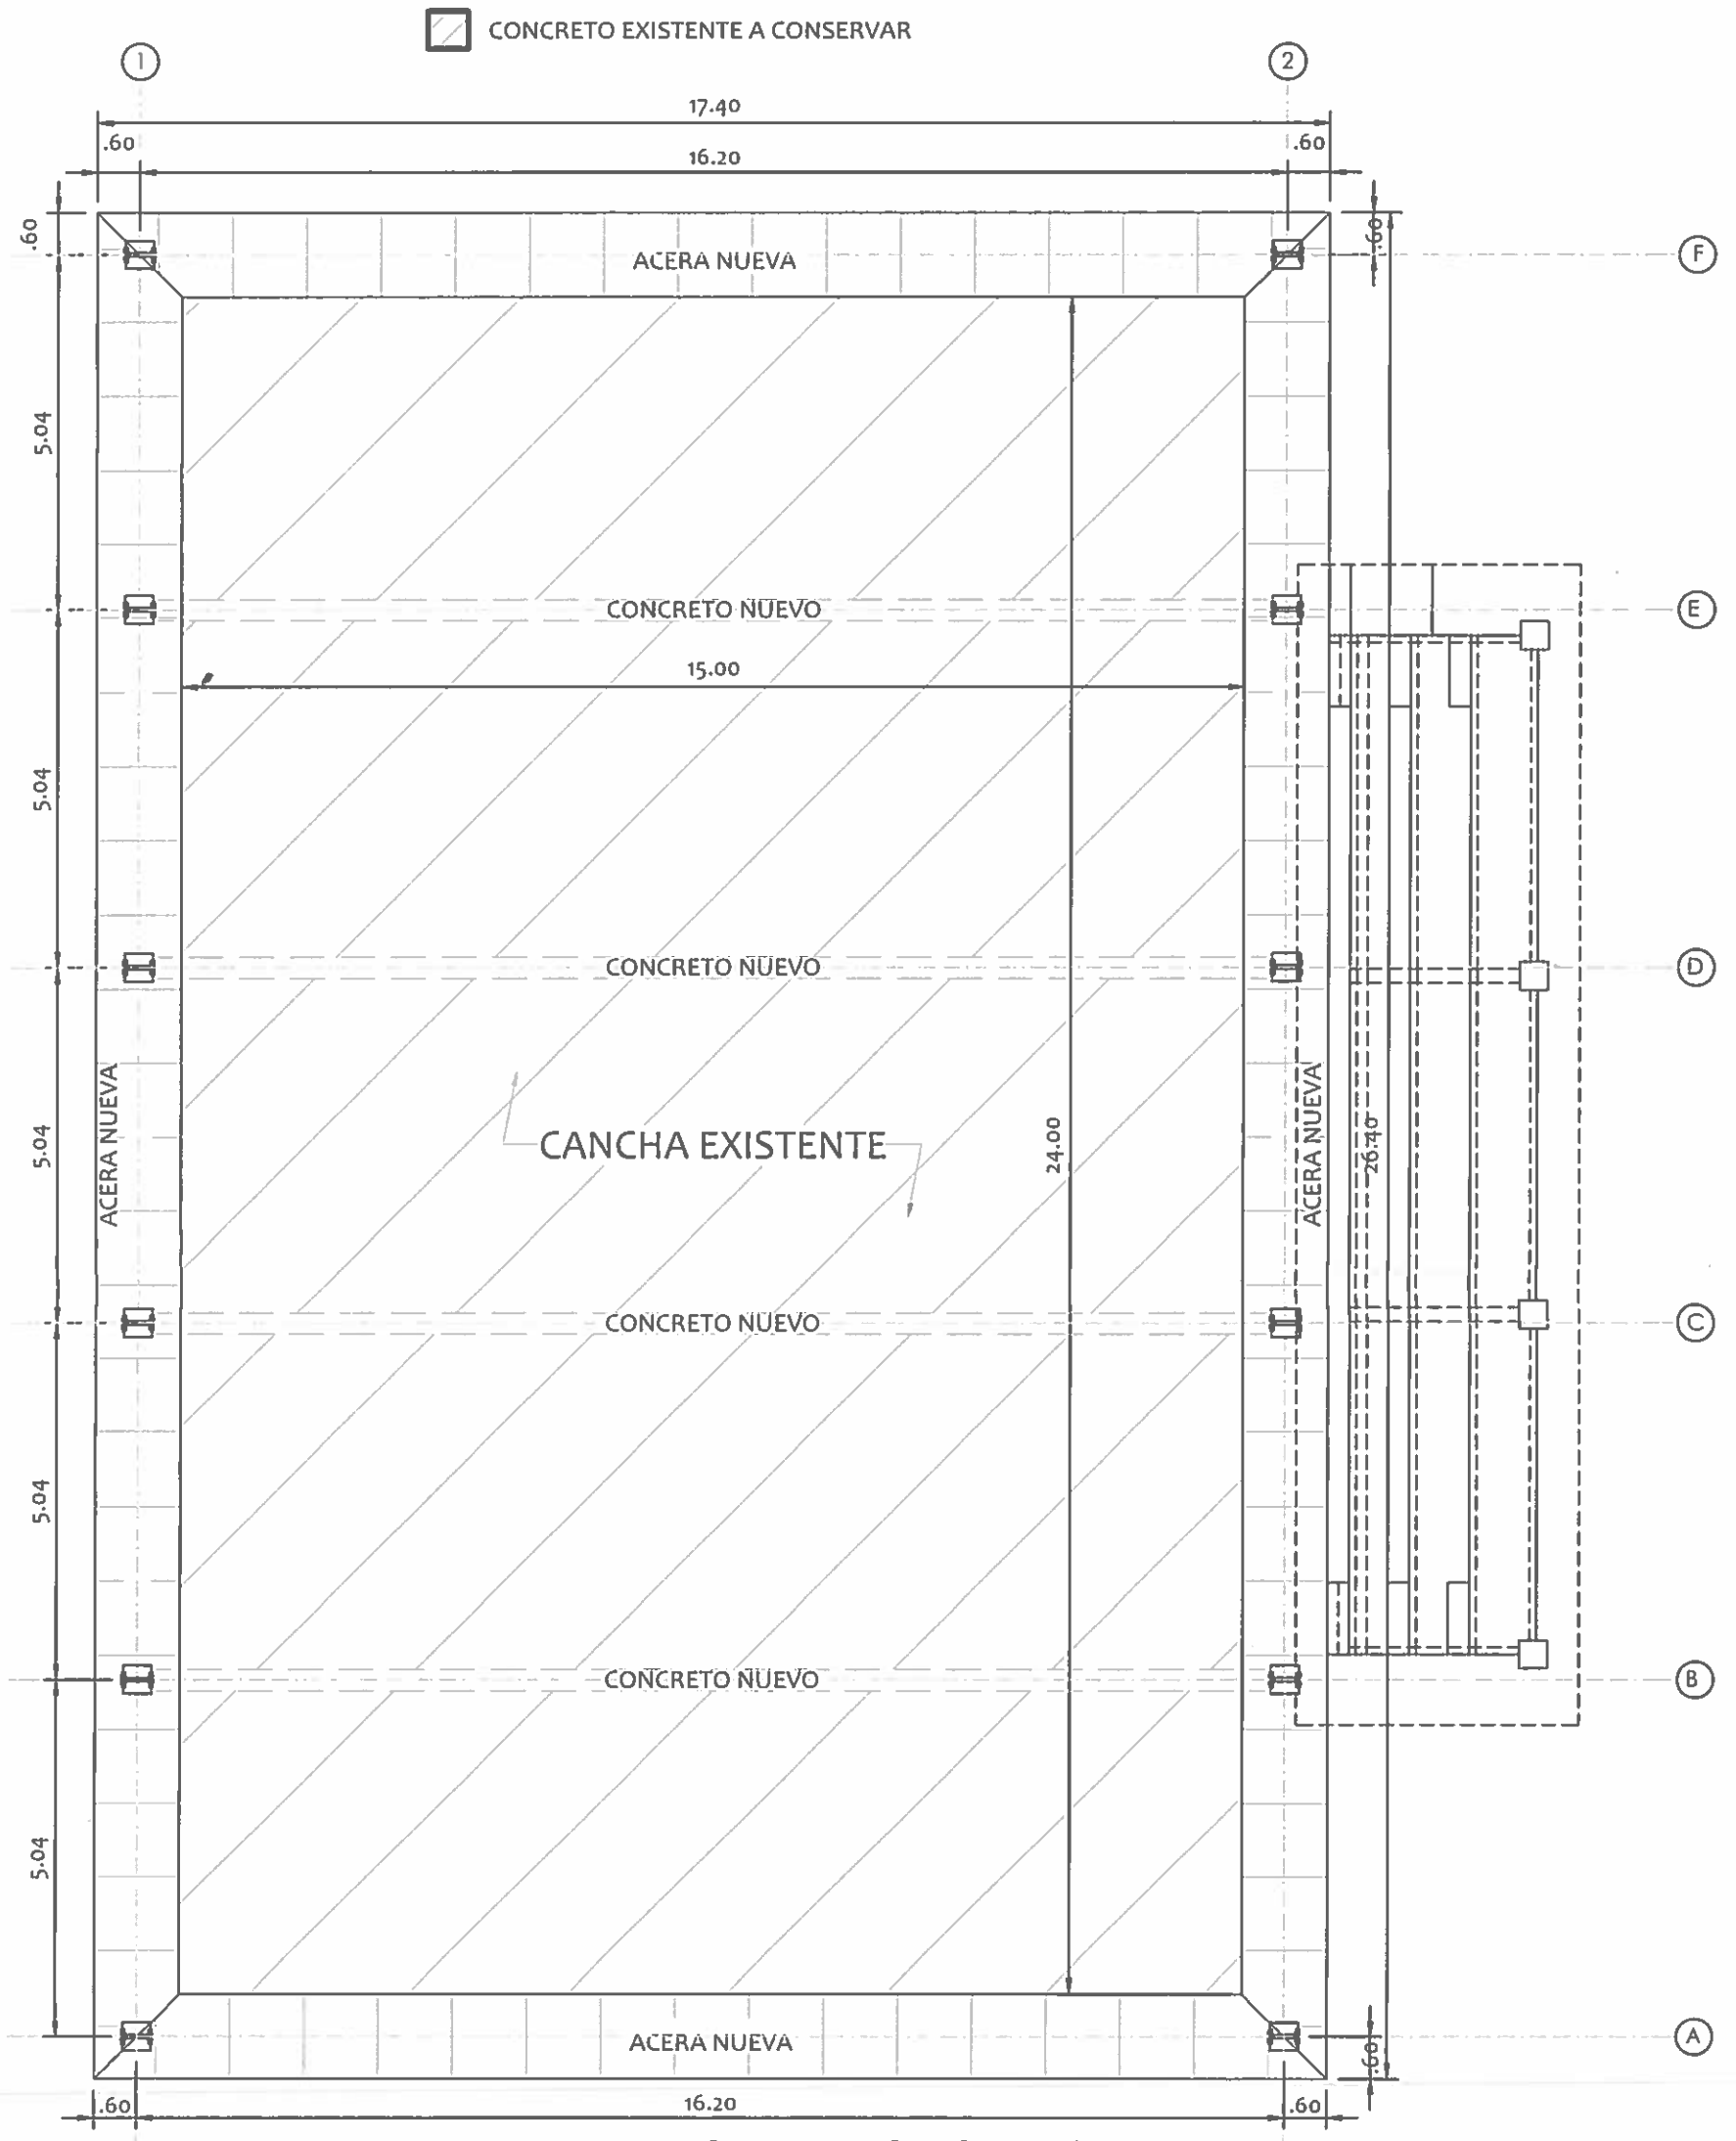 CONCRETO EXISTENTE A CONSERVAR
1
2
17.40
.60
.60
16.20
.60
.60
ACERA NUEVA
F
5.04
CONCRETO NUEVO
E
15.00
5.04
CONCRETO NUEVO
D
ACERA NUEVA
5.04
CANCHA EXISTENTE
24.00
ACERA NUEVA
26.40
CONCRETO NUEVO
C
5.04
CONCRETO NUEVO
B
5.04
ACERA NUEVA
A
.60
.60
16.20
.60